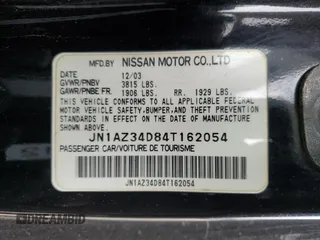 MFD.BY NISSAN MOTOR CO.,LTD
DATE 12/03
GVWR/PNBV 3815 LBS.
GAWR/PNBE FR. 1906 LBS. RR. 1929 LBS.
THIS VEHICLE CONFORMS TO ALL APPLICABLE FEDERAL
MOTOR VEHICLE SAFETY,BUMPER, AND THEFT PREVENTION
STANDARDS IN EFFECT ON THE DATE OF MANUFACTURE
SHOWN ABOVE.
JN1AZ34D84T162054
PASSENGER CAR/VOITURE DE TOURISME
JN1AZ34D84T162054
DREAMBID